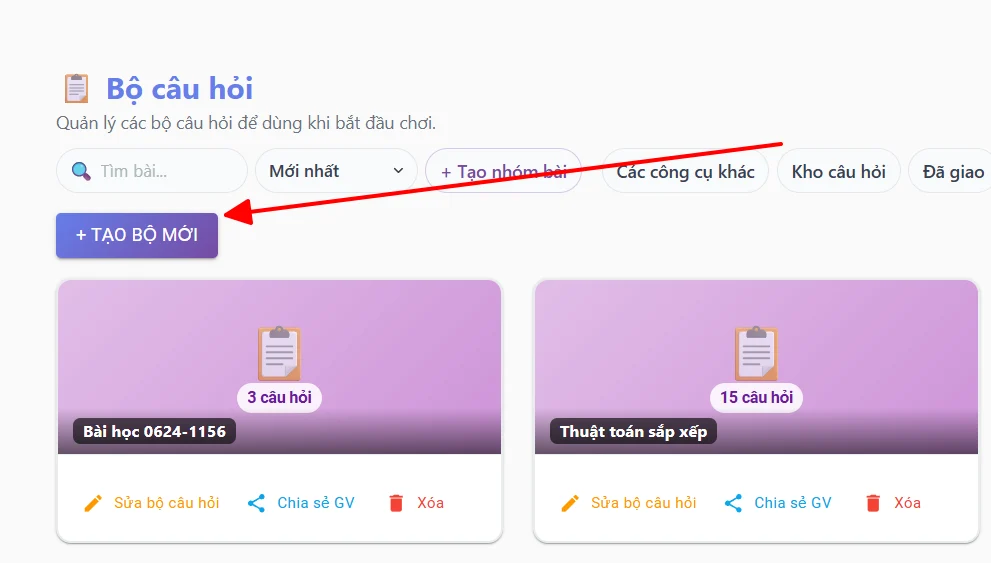 Bộ câu hỏi
Quản lý các bộ câu hỏi để dùng khi bắt đầu chơi.
Tìm bài...
Mới nhất
+ Tạo nhóm bài
Các công cụ khác
Kho câu hỏi
Đã giao
+ TẠO BỘ MỚI
3 câu hỏi
Bài học 0624-1156
Sửa bộ câu hỏi
Chia sẻ GV
Xóa
15 câu hỏi
Thuật toán sắp xếp
Sửa bộ câu hỏi
Chia sẻ GV
Xóa